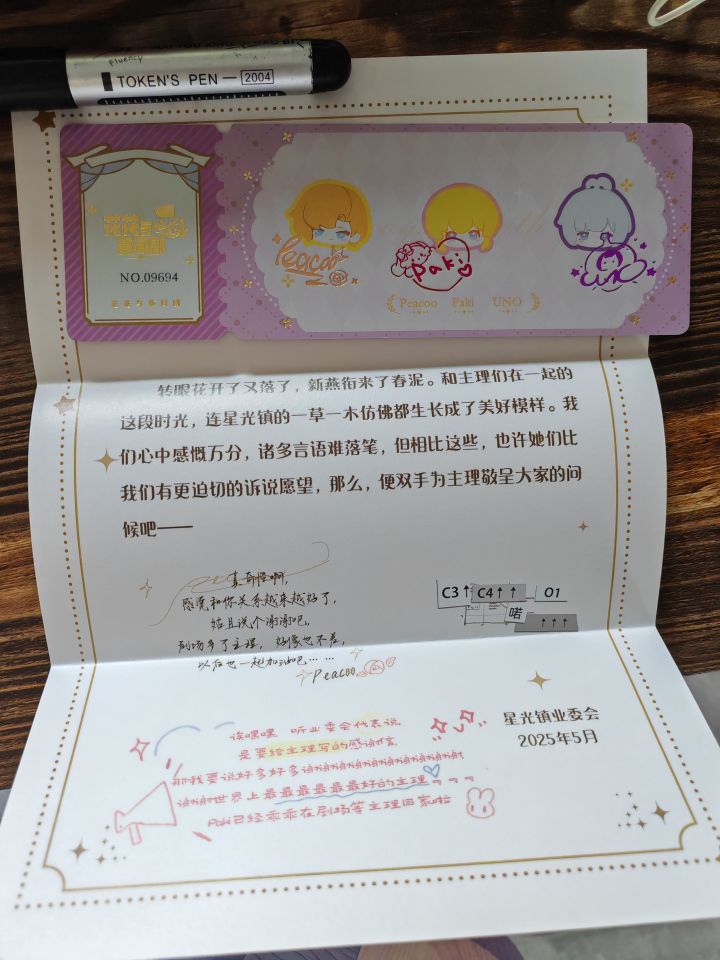 Fluency
TOKEN'S PEN — 2004
NO.09694
Peacoo
Paki
UNO
Peacoo Paki UNO
转眼花开了又落了，新燕衔来了春泥。和主理们在一起的
这段时光，连星光镇的一草一木仿佛都生长成了美好模样。我
们心中感慨万分，诸多言语难落笔，但相比这些，也许她们比
我们有更迫切的诉说愿望，那么，便双手为主理敬呈大家的问
候吧——
真奇怪啊，
感觉和你关系越来越好了，
姑且说个谢谢吧。
剧场多了主理，好像也不差，
以后也一起加油吧……
Peacoo
C3↑ C4↑↑ O1
喏 ↑↑↑
诶嘿嘿 听业委会代表说
是要给主理写的感谢信
那我要说好多好多谢谢谢谢谢谢谢谢谢谢
谢谢世界上最最最最最最最好的主理~~~
Paki已经乖乖在剧场等主理回家啦
星光镇业委会
2025年5月